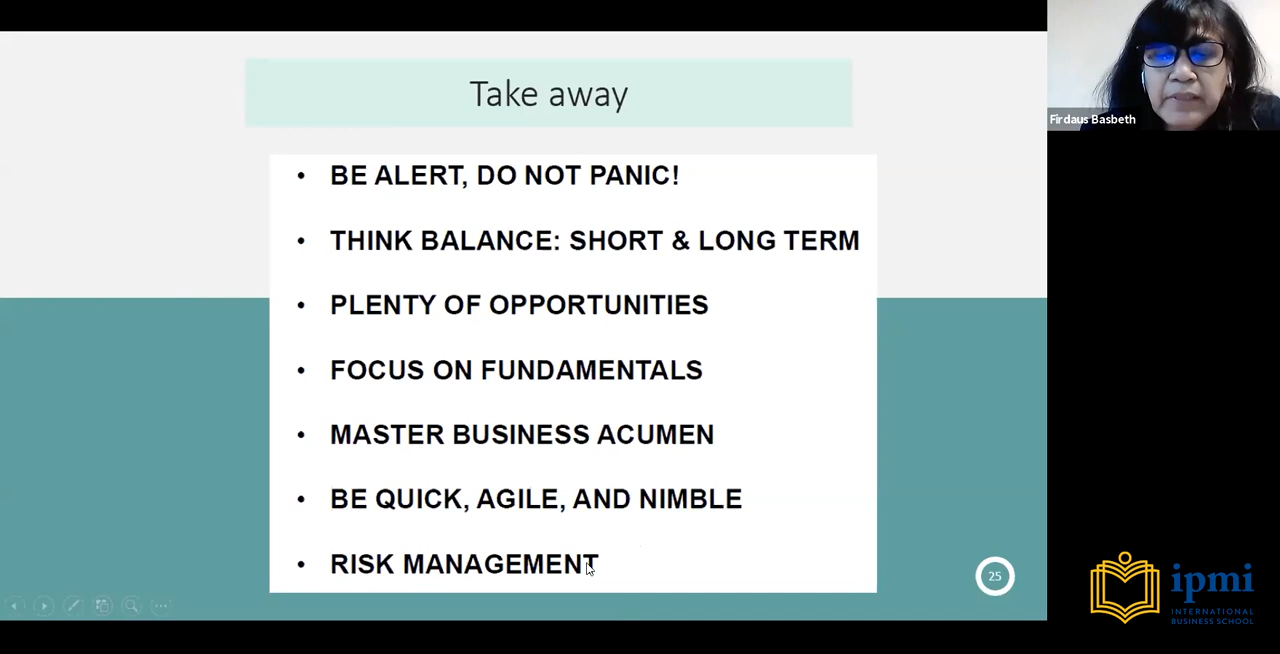 Take away
• BE ALERT, DO NOT PANIC!
• THINK BALANCE: SHORT & LONG TERM
• PLENTY OF OPPORTUNITIES
• FOCUS ON FUNDAMENTALS
• MASTER BUSINESS ACUMEN
• BE QUICK, AGILE, AND NIMBLE
• RISK MANAGEMENT
25
Firdaus Basbeth
ipmi
INTERNATIONAL
BUSINESS SCHOOL